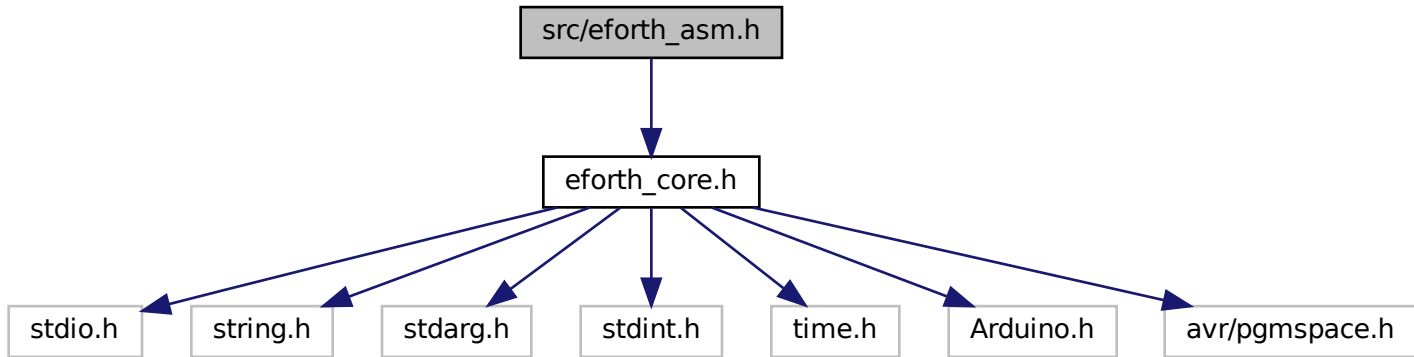 src/eforth_asm.h
eforth_core.h
stdio.h
string.h
stdarg.h
stdint.h
time.h
Arduino.h
avr/pgmspace.h